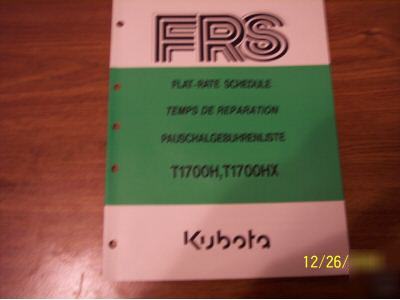 FRS
FLAT-RATE SCHEDULE
TEMPS DE REPARATION
PAUSCHALGEBUHRENLISTE
T1700H,T1700HX
Kubota
12/26